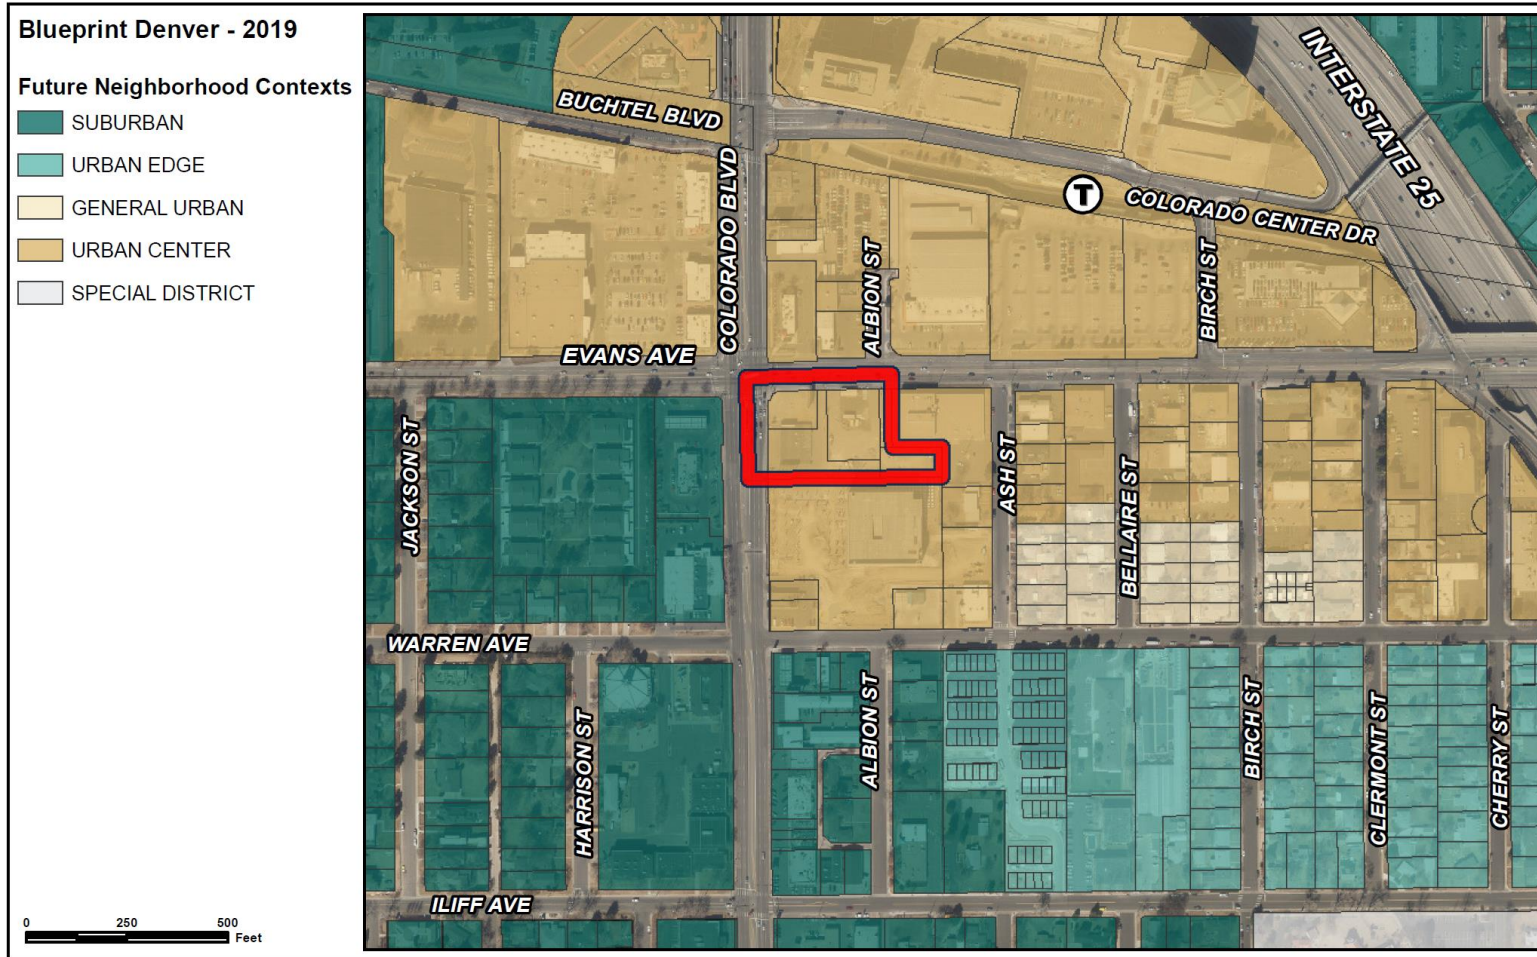 Blueprint Denver - 2019
Future Neighborhood Contexts
SUBURBAN
URBAN EDGE
GENERAL URBAN
URBAN CENTER
SPECIAL DISTRICT
0 250 500
Feet
INTERSTATE 25
BUCHTEL BLVD
COLORADO BLVD
T
COLORADO CENTER DR
ALBION ST
BIRCH ST
EVANS AVE
JACKSON ST
ASH ST
BELLAIRE ST
WARREN AVE
HARRISON ST
ALBION ST
BIRCH ST
CLERMONT ST
CHERRY ST
ILIFF AVE